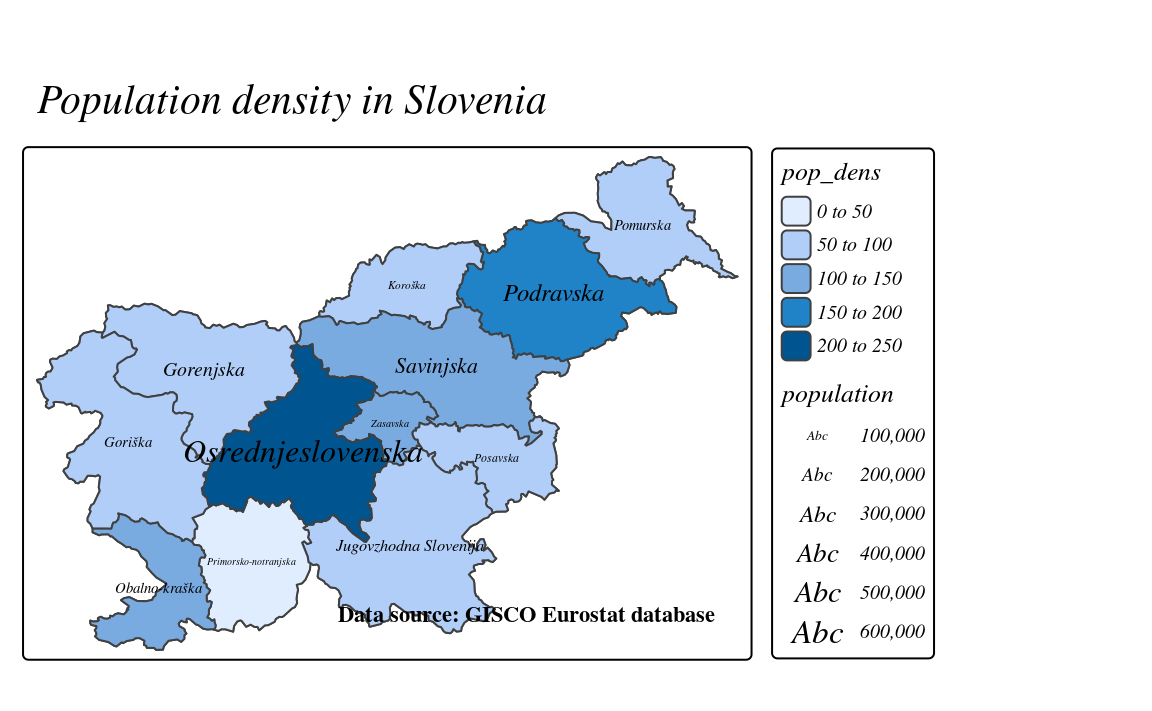 Population density in Slovenia
Pomurska
Koroška
Podravska
Gorenjska
Savinjska
Zasavska
Goriška
Osrednjeslovenska
Posavska
Jugovzhodna Slovenija
Primorsko-notranjska
Obalno-kraška
Data source: GISCO Eurostat database
pop_dens
0 to 50
50 to 100
100 to 150
150 to 200
200 to 250
population
Abc 100,000
Abc 200,000
Abc 300,000
Abc 400,000
Abc 500,000
Abc 600,000